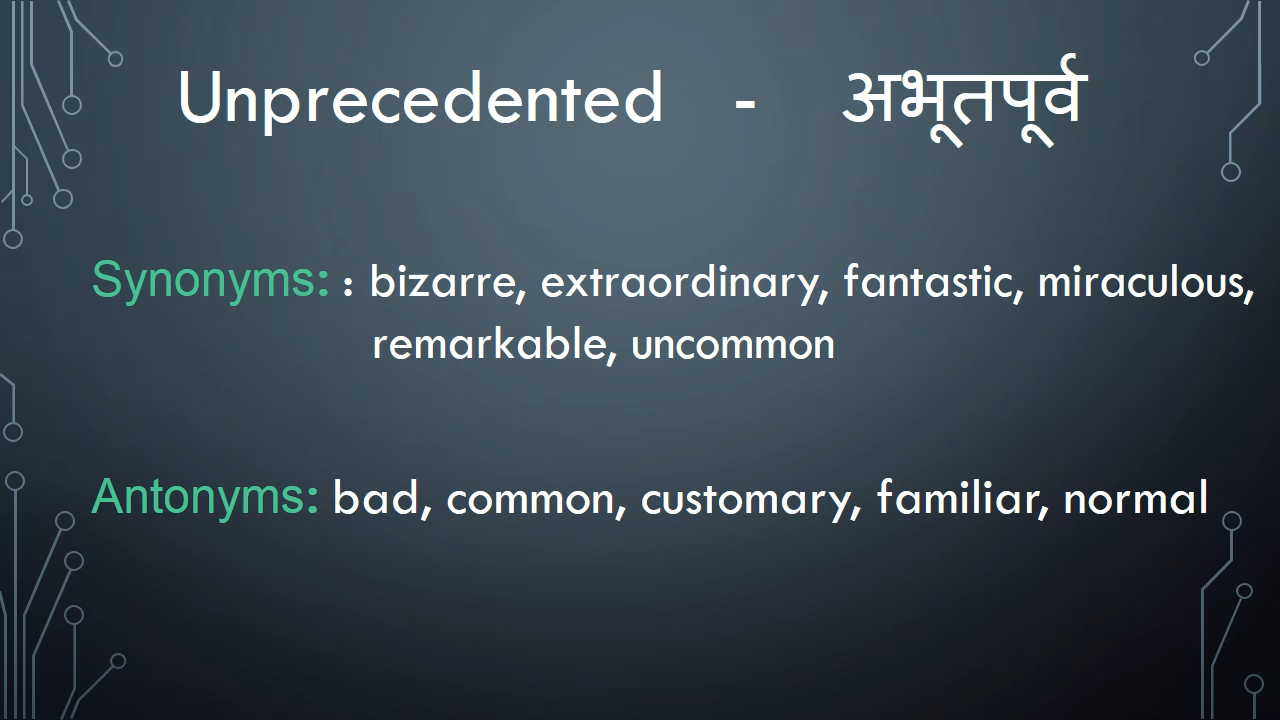 Unprecedented - अभूतपूर्व
Synonyms: : bizarre, extraordinary, fantastic, miraculous,
remarkable, uncommon
Antonyms: bad, common, customary, familiar, normal